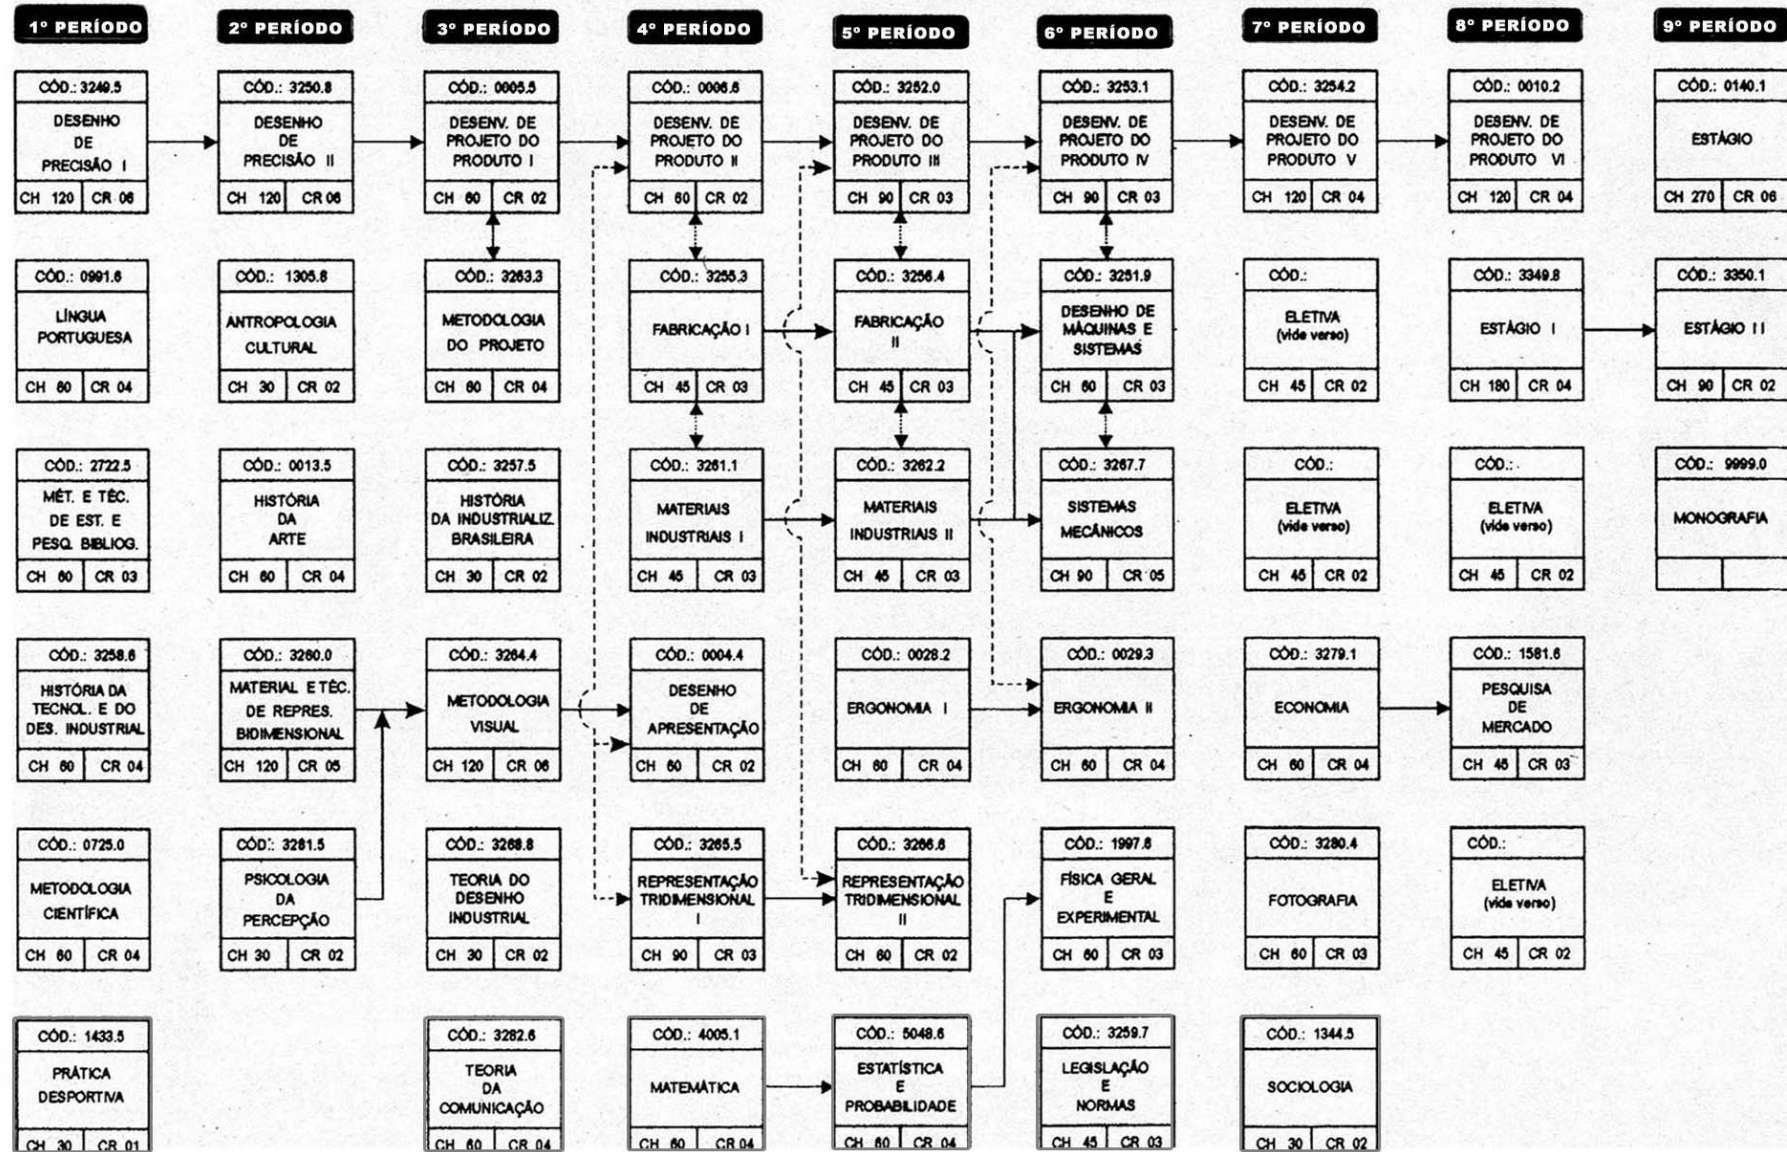 1º PERÍODO
2º PERÍODO
3º PERÍODO
4º PERÍODO
5º PERÍODO
6º PERÍODO
7º PERÍODO
8º PERÍODO
9º PERÍODO
CÓD.: 3249.5
DESENHO
DE
PRECISÃO I
CH 120 CR 06
CÓD.: 3250.8
DESENHO
DE
PRECISÃO II
CH 120 CR 06
CÓD.: 0005.5
DESENV. DE
PROJETO DO
PRODUTO I
CH 60 CR 02
CÓD.: 0006.6
DESENV. DE
PROJETO DO
PRODUTO II
CH 60 CR 02
CÓD.: 3252.0
DESENV. DE
PROJETO DO
PRODUTO III
CH 90 CR 03
CÓD.: 3253.1
DESENV. DE
PROJETO DO
PRODUTO IV
CH 90 CR 03
CÓD.: 3254.2
DESENV. DE
PROJETO DO
PRODUTO V
CH 120 CR 04
CÓD.: 0010.2
DESENV. DE
PROJETO DO
PRODUTO VI
CH 120 CR 04
CÓD.: 0140.1
ESTÁGIO
CH 270 CR 06
CÓD.: 0991.6
LÍNGUA
PORTUGUESA
CH 60 CR 04
CÓD.: 1305.6
ANTROPOLOGIA
CULTURAL
CH 30 CR 02
CÓD.: 3263.3
METODOLOGIA
DO PROJETO
CH 60 CR 04
CÓD.: 3255.3
FABRICAÇÃO I
CH 45 CR 03
CÓD.: 3256.4
FABRICAÇÃO
II
CH 45 CR 03
CÓD.: 3251.9
DESENHO DE
MÁQUINAS E
SISTEMAS
CH 60 CR 03
CÓD.:
ELETIVA
(vide verso)
CH 45 CR 02
CÓD.: 3349.8
ESTÁGIO I
CH 180 CR 04
CÓD.: 3350.1
ESTÁGIO II
CH 90 CR 02
CÓD.: 2722.5
MÉT. E TÉC.
DE EST. E
PESQ. BIBLIOG.
CH 60 CR 03
CÓD.: 0013.5
HISTÓRIA
DA
ARTE
CH 60 CR 04
CÓD.: 3257.5
HISTÓRIA
DA INDUSTRIALIZ.
BRASILEIRA
CH 30 CR 02
CÓD.: 3261.1
MATERIAIS
INDUSTRIAIS I
CH 45 CR 03
CÓD.: 3262.2
MATERIAIS
INDUSTRIAIS II
CH 45 CR 03
CÓD.: 3267.7
SISTEMAS
MECÂNICOS
CH 90 CR 05
CÓD.:
ELETIVA
(vide verso)
CH 45 CR 02
CÓD.:
ELETIVA
(vide verso)
CH 45 CR 02
CÓD.: 9999.0
MONOGRAFIA
CÓD.: 3258.6
HISTÓRIA DA
TECNOL. E DO
DES. INDUSTRIAL
CH 60 CR 04
CÓD.: 3260.0
MATERIAL E TÉC.
DE REPRES.
BIDIMENSIONAL
CH 120 CR 05
CÓD.: 3264.4
METODOLOGIA
VISUAL
CH 120 CR 06
CÓD.: 0004.4
DESENHO
DE
APRESENTAÇÃO
CH 60 CR 02
CÓD.: 0028.2
ERGONOMIA I
CH 60 CR 04
CÓD.: 0029.3
ERGONOMIA II
CH 60 CR 04
CÓD.: 3279.1
ECONOMIA
CH 60 CR 04
CÓD.: 1581.6
PESQUISA
DE
MERCADO
CH 45 CR 03
CÓD.: 0725.0
METODOLOGIA
CIENTÍFICA
CH 60 CR 04
CÓD.: 3281.5
PSICOLOGIA
DA
PERCEPÇÃO
CH 30 CR 02
CÓD.: 3268.8
TEORIA DO
DESENHO
INDUSTRIAL
CH 30 CR 02
CÓD.: 3265.5
REPRESENTAÇÃO
TRIDIMENSIONAL
I
CH 90 CR 03
CÓD.: 3266.6
REPRESENTAÇÃO
TRIDIMENSIONAL
II
CH 60 CR 02
CÓD.: 1997.6
FÍSICA GERAL
E
EXPERIMENTAL
CH 60 CR 03
CÓD.: 3280.4
FOTOGRAFIA
CH 60 CR 03
CÓD.:
ELETIVA
(vide verso)
CH 45 CR 02
CÓD.: 1433.5
PRÁTICA
DESPORTIVA
CH 30 CR 01
CÓD.: 3282.6
TEORIA
DA
COMUNICAÇÃO
CH 60 CR 04
CÓD.: 4005.1
MATEMÁTICA
CH 60 CR 04
CÓD.: 5048.6
ESTATÍSTICA
E
PROBABILIDADE
CH 60 CR 04
CÓD.: 3259.7
LEGISLAÇÃO
E
NORMAS
CH 45 CR 03
CÓD.: 1344.5
SOCIOLOGIA
CH 30 CR 02